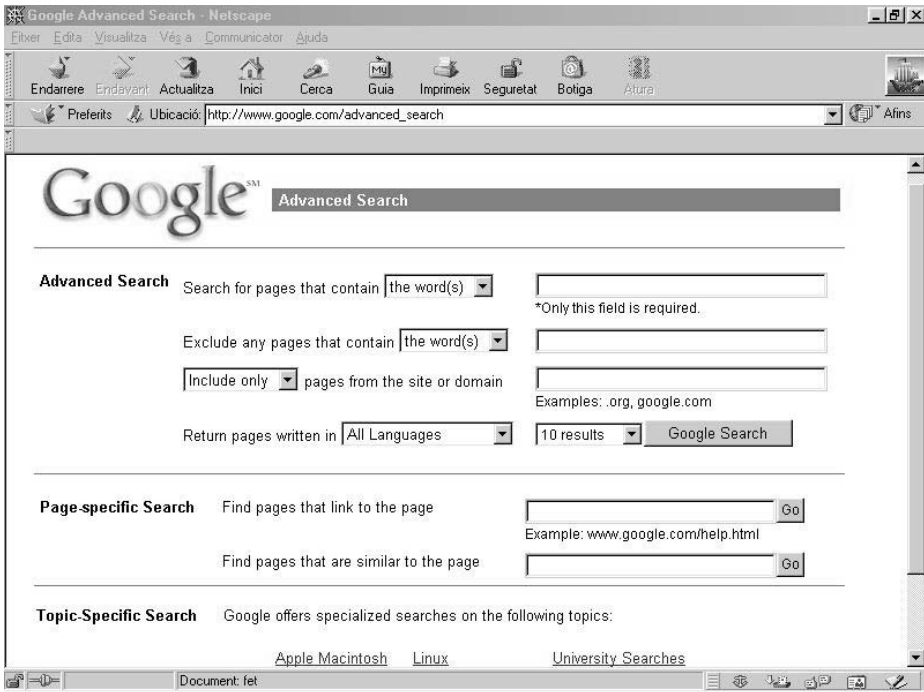 Google Advanced Search - Netscape
Fitxer Edita Visualitza Vés a Communicator Ajuda
Endarrere Endavant Actualitza Inici Cerca Guia Imprimeix Seguretat Botiga Atura
My
Preferits Ubicació: http://www.google.com/advanced_search Afins
Google SM Advanced Search
Advanced Search Search for pages that contain the word(s)
*Only this field is required.
Exclude any pages that contain the word(s)
Include only pages from the site or domain
Examples: .org, google.com
Return pages written in All Languages 10 results Google Search
Page-specific Search Find pages that link to the page Go
Example: www.google.com/help.html
Find pages that are similar to the page Go
Topic-Specific Search Google offers specialized searches on the following topics:
Apple Macintosh Linux University Searches
Document: fet